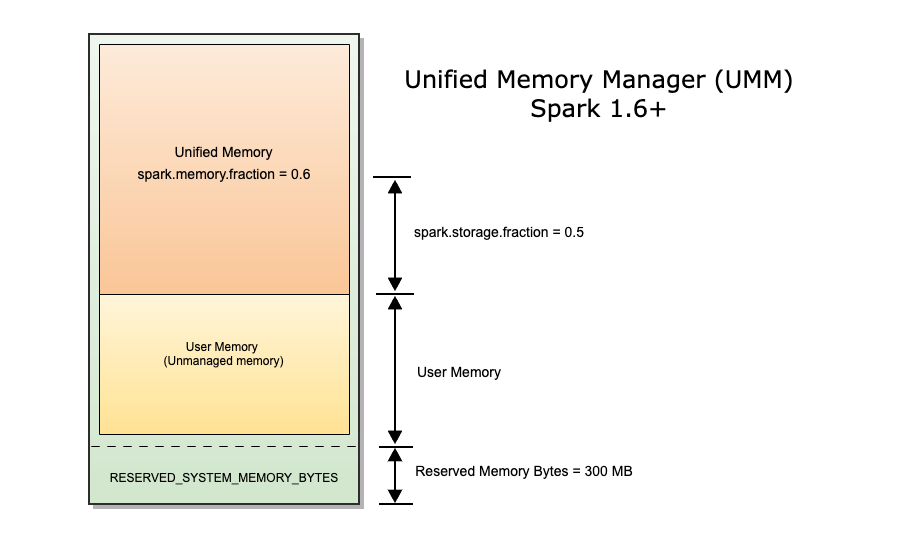 Unified Memory Manager (UMM)
Spark 1.6+
Unified Memory
spark.memory.fraction = 0.6
spark.storage.fraction = 0.5
User Memory
(Unmanaged memory)
User Memory
RESERVED_SYSTEM_MEMORY_BYTES
Reserved Memory Bytes = 300 MB